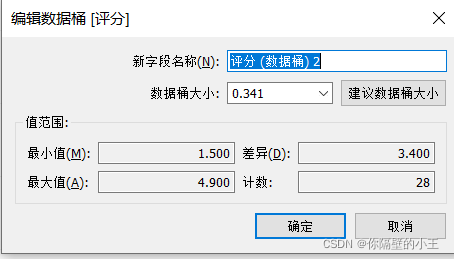 编辑数据桶 [评分]
新字段名称(N): 评分 (数据桶) 2
数据桶大小: 0.341 建议数据桶大小
值范围:
最小值(M): 1.500 差异(D): 3.400
最大值(A): 4.900 计数: 28
确定 取消
CSDN @你隔壁的小王